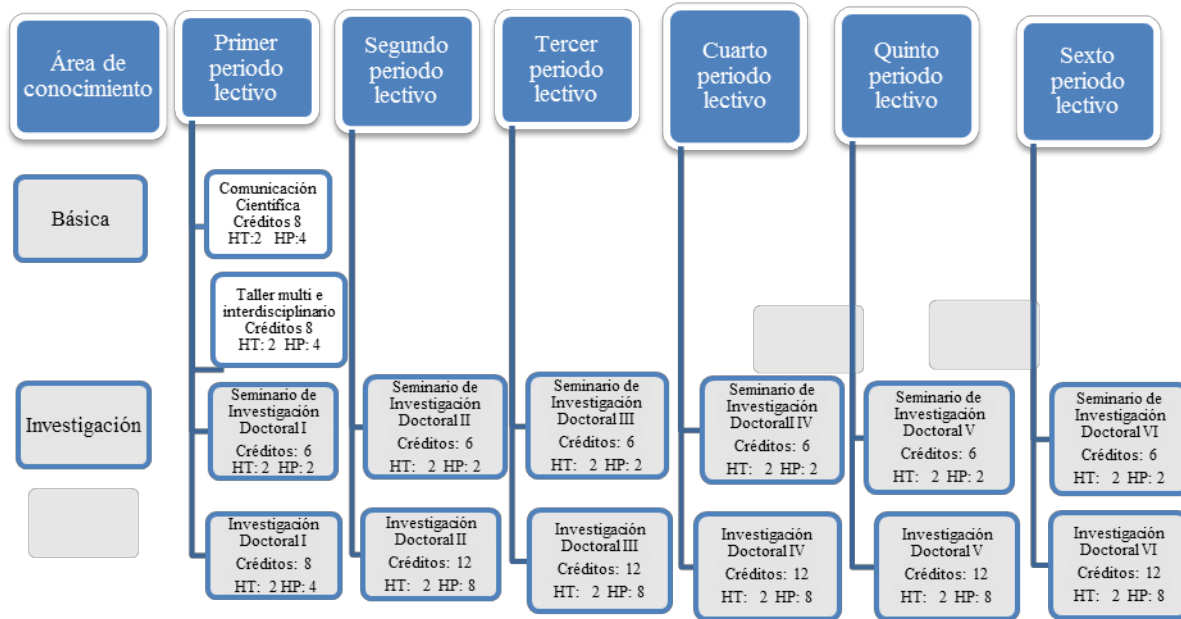 Área de
conocimiento
Primer
periodo
lectivo
Segundo
periodo
lectivo
Tercer
periodo
lectivo
Cuarto
periodo
lectivo
Quinto
periodo
lectivo
Sexto
periodo
lectivo
Básica
Comunicación
Científica
Créditos 8
HT:2 HP:4
Taller multi e
interdisciplinario
Créditos 8
HT: 2 HP: 4
Investigación
Seminario de
Investigación
Doctoral I
Créditos: 6
HT: 2 HP: 2
Seminario de
Investigación
Doctoral II
Créditos: 6
HT: 2 HP: 2
Seminario de
Investigación
Doctoral III
Créditos: 6
HT: 2 HP: 2
Seminario de
Investigación
DoctoralI IV
Créditos: 6
HT: 2 HP: 2
Seminario de
Investigación
Doctoral V
Créditos: 6
HT: 2 HP: 2
Seminario de
Investigación
Doctoral VI
Créditos: 6
HT: 2 HP: 2
Investigación
Doctoral I
Créditos: 8
HT: 2 HP: 4
Investigación
Doctoral II
Créditos: 12
HT: 2 HP: 8
Investigación
Doctoral III
Créditos: 12
HT: 2 HP: 8
Investigación
Doctoral IV
Créditos: 12
HT: 2 HP: 8
Investigación
Doctoral V
Créditos: 12
HT: 2 HP: 8
Investigación
Doctoral VI
Créditos: 12
HT: 2 HP: 8